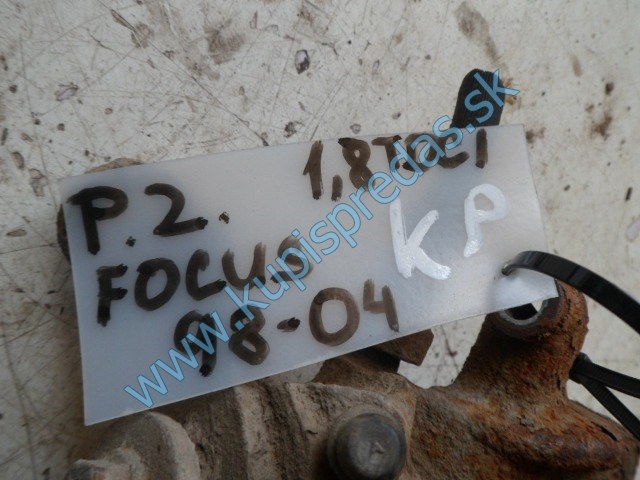 P.2. 1,8TDCI
FOCUS KP
98-04
www.kupispredas.sk